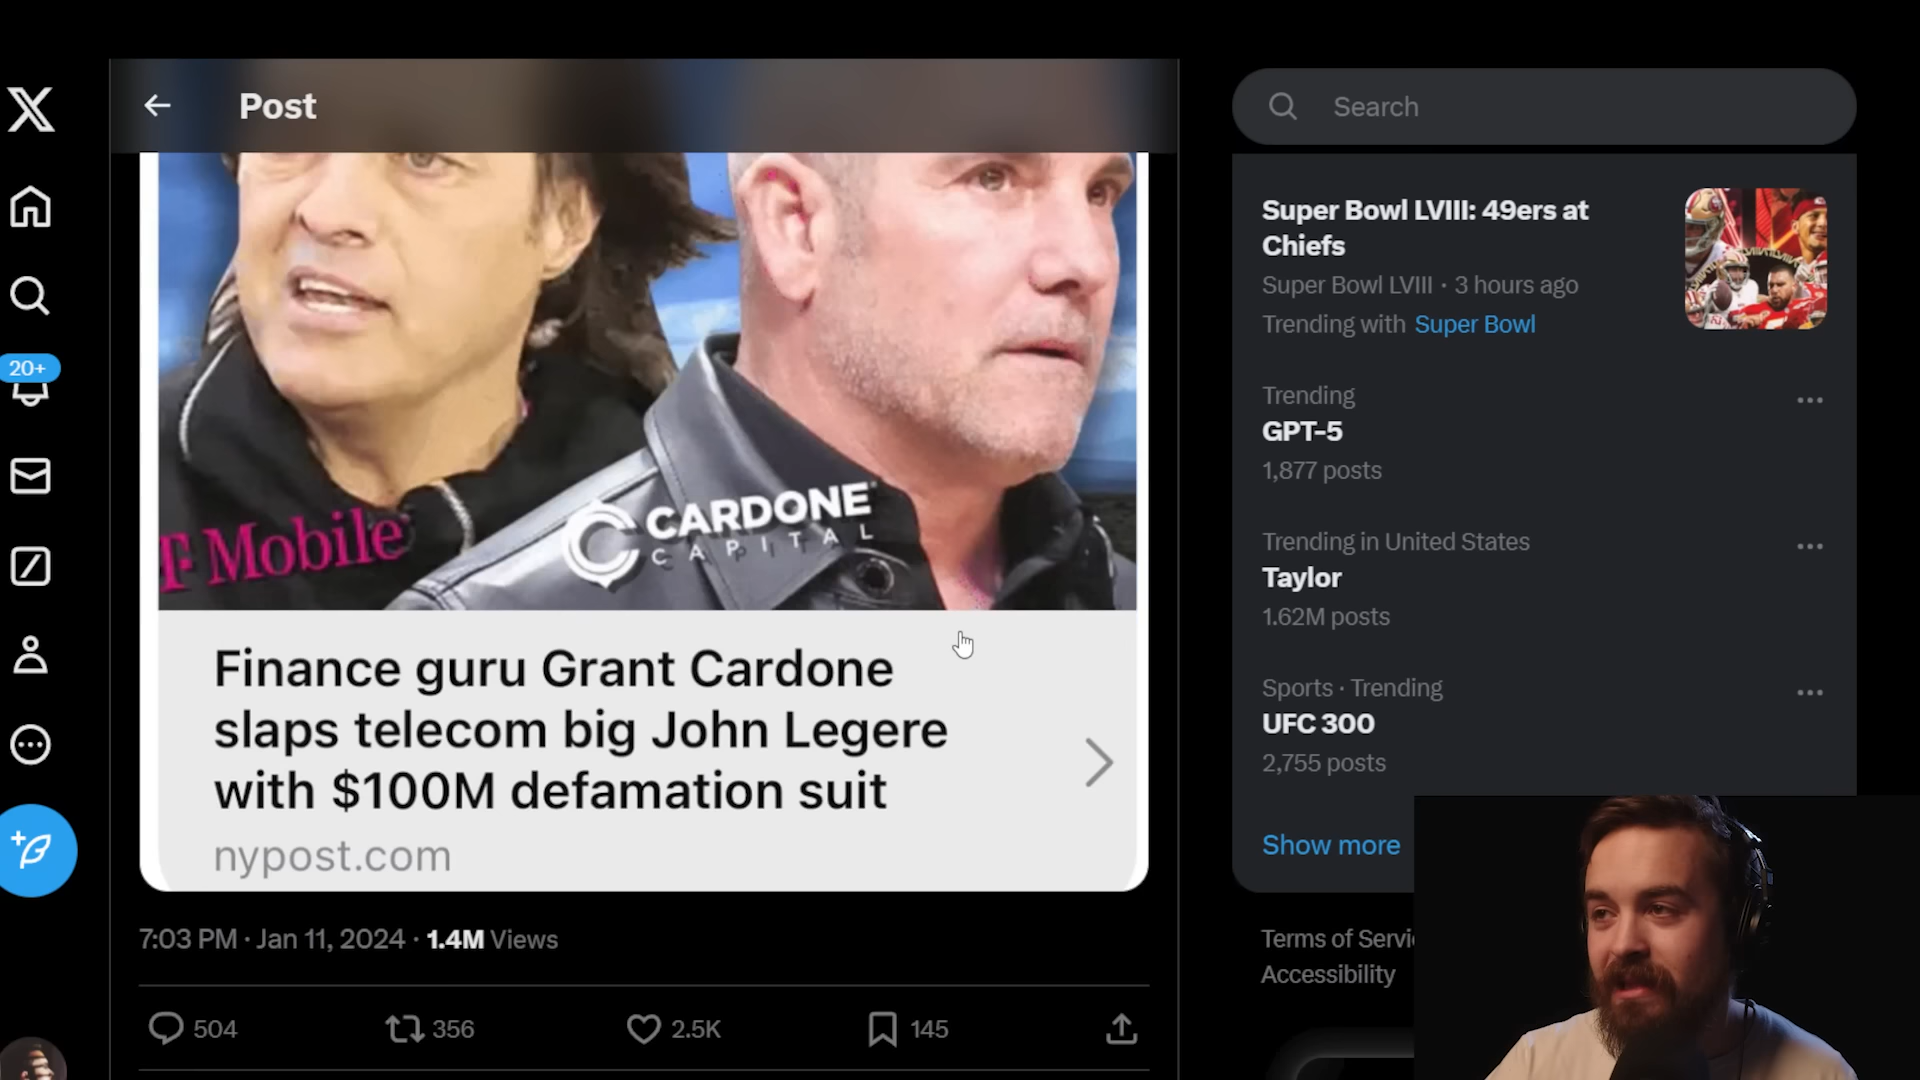 Post
Search
20+
T Mobile
CARDONE
CAPITAL
Finance guru Grant Cardone
slaps telecom big John Legere
with $100M defamation suit
nypost.com
7:03 PM · Jan 11, 2024 · 1.4M Views
504
356
2.5K
145
Super Bowl LVIII: 49ers at
Chiefs
Super Bowl LVIII · 3 hours ago
Trending with Super Bowl
Trending
GPT-5
1,877 posts
Trending in United States
Taylor
1.62M posts
Sports · Trending
UFC 300
2,755 posts
Show more
Terms of Servi
Accessibility